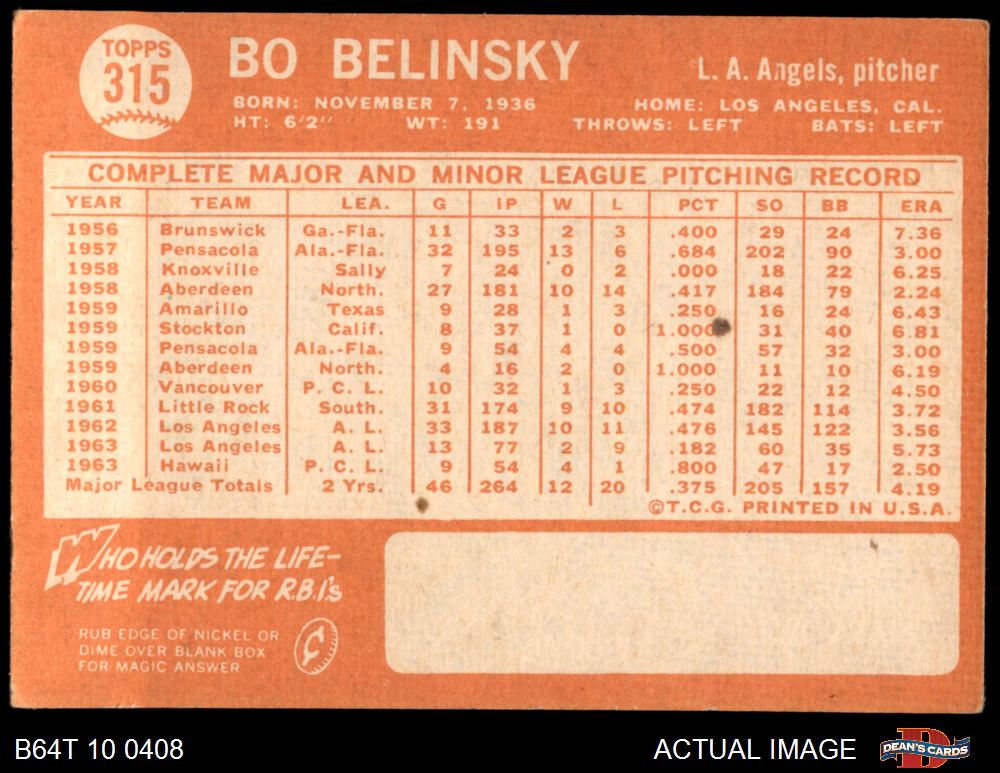 TOPPS
315
BO BELINSKY
L. A. Angels, pitcher
BORN: NOVEMBER 7, 1936 HOME: LOS ANGELES, CAL.
HT: 6'2" WT: 191 THROWS: LEFT BATS: LEFT
COMPLETE MAJOR AND MINOR LEAGUE PITCHING RECORD
YEAR TEAM LEA. G IP W L PCT SO BB ERA
1956 Brunswick Ga.-Fla. 11 33 2 3 .400 29 24 7.36
1957 Pensacola Ala.-Fla. 32 195 13 6 .684 202 90 3.00
1958 Knoxville Sally 7 24 0 2 .000 18 22 6.25
1958 Aberdeen North. 27 181 10 14 .417 184 79 2.24
1959 Amarillo Texas 9 28 1 3 .250 16 24 6.43
1959 Stockton Calif. 8 37 1 0 1.000 31 40 6.81
1959 Pensacola Ala.-Fla. 9 54 4 4 .500 57 32 3.00
1959 Aberdeen North. 4 16 2 0 1.000 11 10 6.19
1960 Vancouver P. C. L. 10 32 1 3 .250 22 12 4.50
1961 Little Rock South. 31 174 9 10 .474 182 114 3.72
1962 Los Angeles A. L. 33 187 10 11 .476 145 122 3.56
1963 Los Angeles A. L. 13 77 2 9 .182 60 35 5.73
1963 Hawaii P. C. L. 9 54 4 1 .800 47 17 2.50
Major League Totals 2 Yrs. 46 264 12 20 .375 205 157 4.19
©T.C.G. PRINTED IN U.S.A.
WHO HOLDS THE LIFE-
TIME MARK FOR R.B.I.'s
RUB EDGE OF NICKEL OR
DIME OVER BLANK BOX
FOR MAGIC ANSWER
B64T 10 0408
ACTUAL IMAGE
DEAN'S CARDS